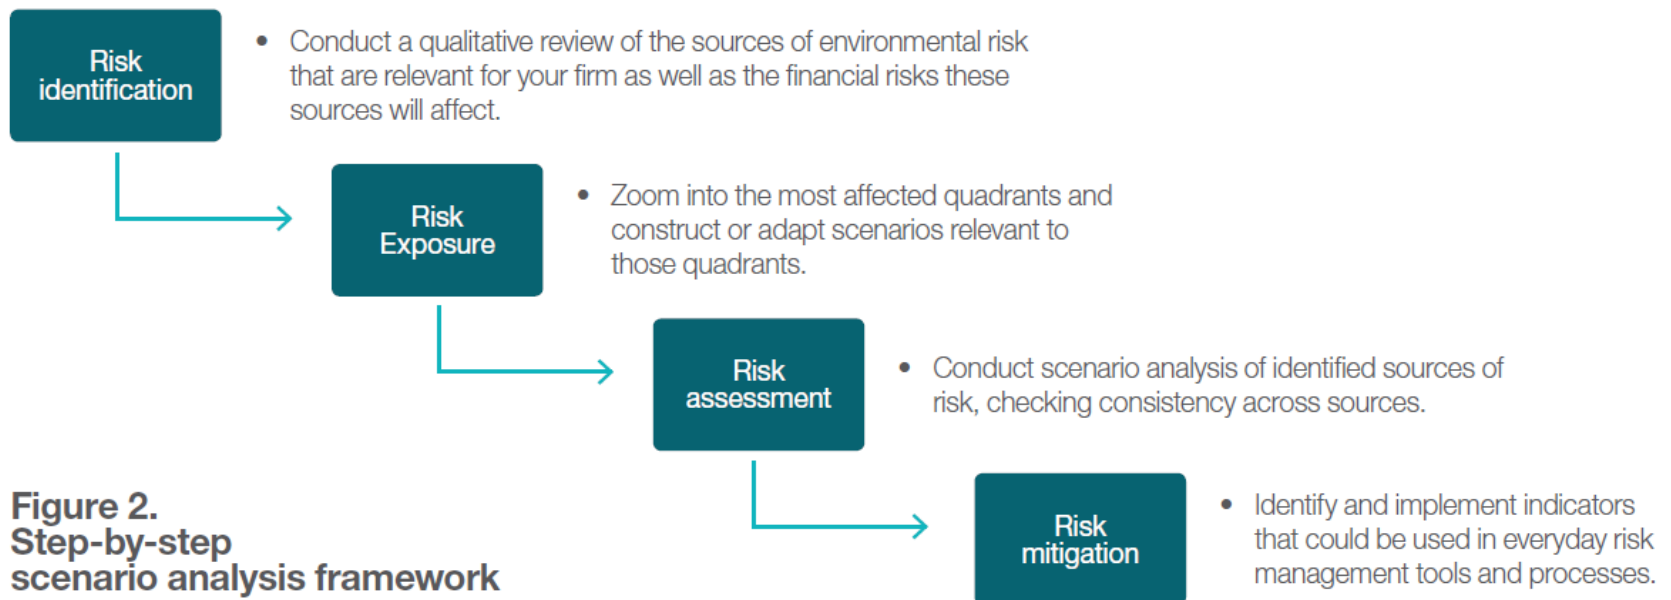 Risk
identification
• Conduct a qualitative review of the sources of environmental risk
that are relevant for your firm as well as the financial risks these
sources will affect.
Risk
Exposure
• Zoom into the most affected quadrants and
construct or adapt scenarios relevant to
those quadrants.
Risk
assessment
• Conduct scenario analysis of identified sources of
risk, checking consistency across sources.
Risk
mitigation
• Identify and implement indicators
that could be used in everyday risk
management tools and processes.
Figure 2.
Step-by-step
scenario analysis framework